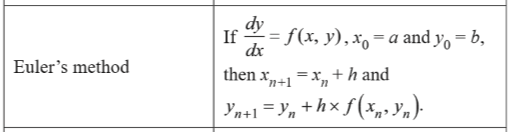 Euler's method
If dy/dx = f(x, y), x₀ = a and y₀ = b,
then xₙ₊₁ = xₙ + h and
yₙ₊₁ = yₙ + h × f(xₙ, yₙ).